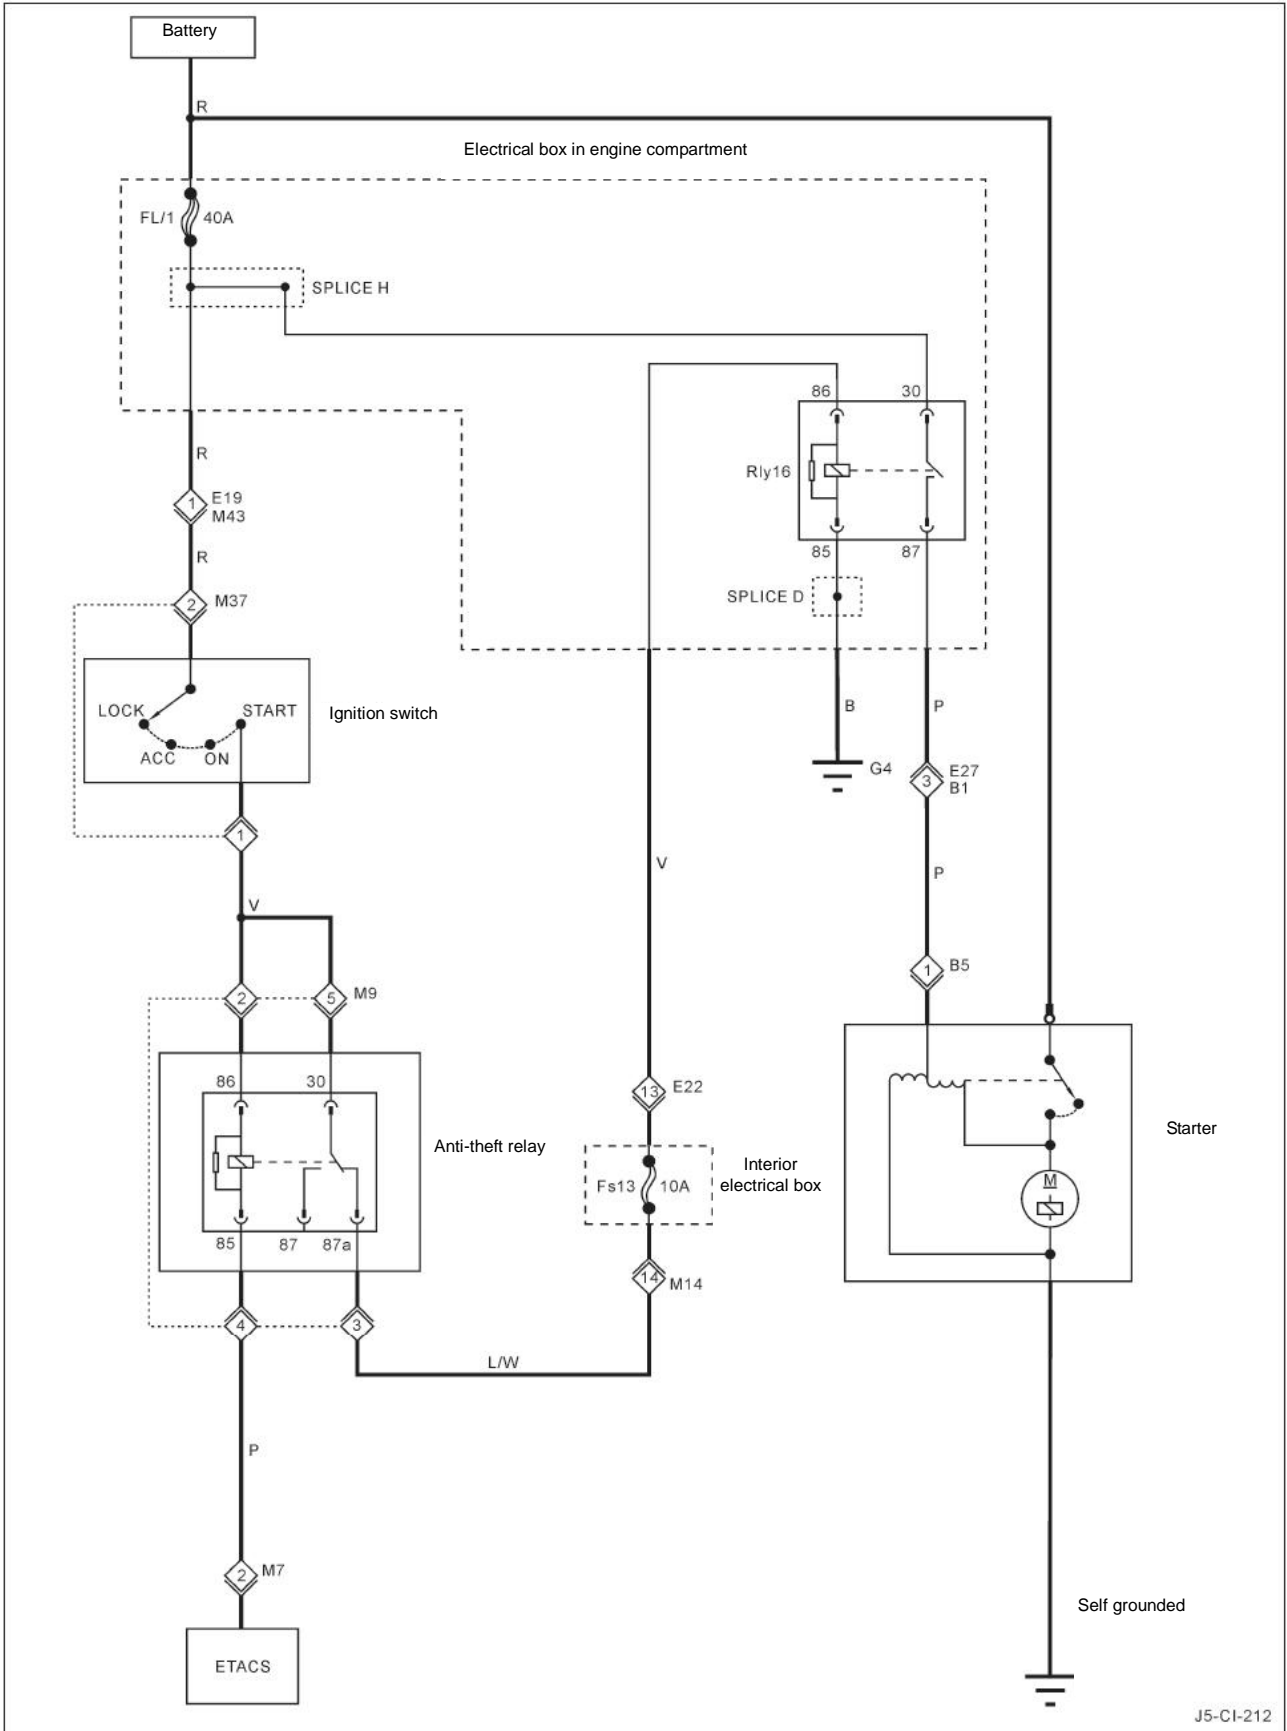 Battery
R
Electrical box in engine compartment
FL/1 40A
SPLICE H
86 30
Rly16
R
1 E19
M43
85 87
R
SPLICE D
2 M37
LOCK START
ACC ON
Ignition switch
B P
G4
3 E27
B1
1
V
P
V
1 B5
2 5 M9
86 30
13 E22
Anti-theft relay
Starter
Interior
electrical box
Fs13 10A
M
85 87 87a
14 M14
4 3
L/W
P
2 M7
Self grounded
ETACS
J5-CI-212